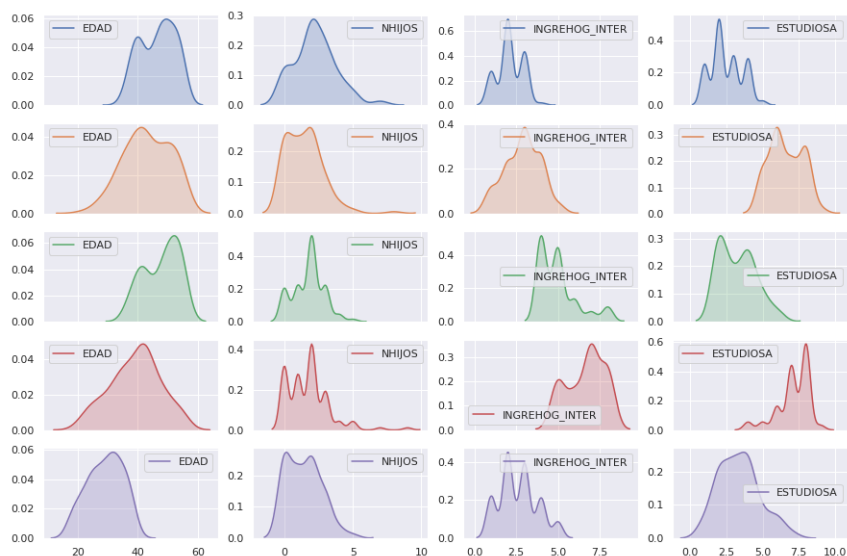 0.06 0.04 0.02 0.00 EDAD 0.3 0.2 0.1 0.0 NHIJOS 0.6 0.4 0.2 0.0 INGREHOG_INTER 0.4 0.2 0.0 ESTUDIOSA
0.04 0.02 0.00 EDAD 0.2 0.1 0.0 NHIJOS 0.4 0.2 0.0 INGREHOG_INTER 0.3 0.2 0.1 0.0 ESTUDIOSA
0.06 0.04 0.02 0.00 EDAD 0.4 0.2 0.0 NHIJOS 0.4 0.2 0.0 INGREHOG_INTER 0.3 0.2 0.1 0.0 ESTUDIOSA
0.04 0.02 0.00 EDAD 0.4 0.2 0.0 NHIJOS 0.3 0.2 0.1 0.0 INGREHOG_INTER 0.6 0.4 0.2 0.0 ESTUDIOSA
0.06 0.04 0.02 0.00 EDAD 0.2 0.1 0.0 NHIJOS 0.4 0.2 0.0 INGREHOG_INTER 0.2 0.1 0.0 ESTUDIOSA
20 40 60 0 5 10 0.0 2.5 5.0 7.5 0.0 2.5 5.0 7.5 10.0